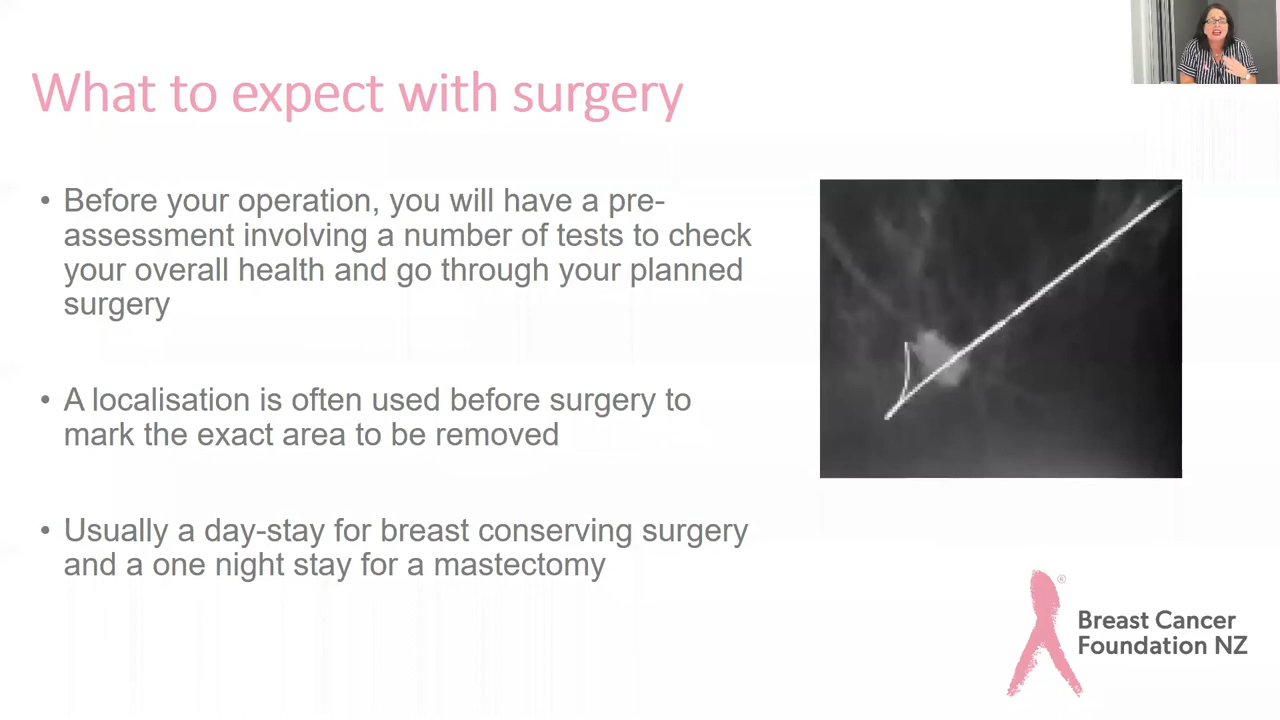 What to expect with surgery
• Before your operation, you will have a pre-
assessment involving a number of tests to check
your overall health and go through your planned
surgery
• A localisation is often used before surgery to
mark the exact area to be removed
• Usually a day-stay for breast conserving surgery
and a one night stay for a mastectomy
®
Breast Cancer
Foundation NZ